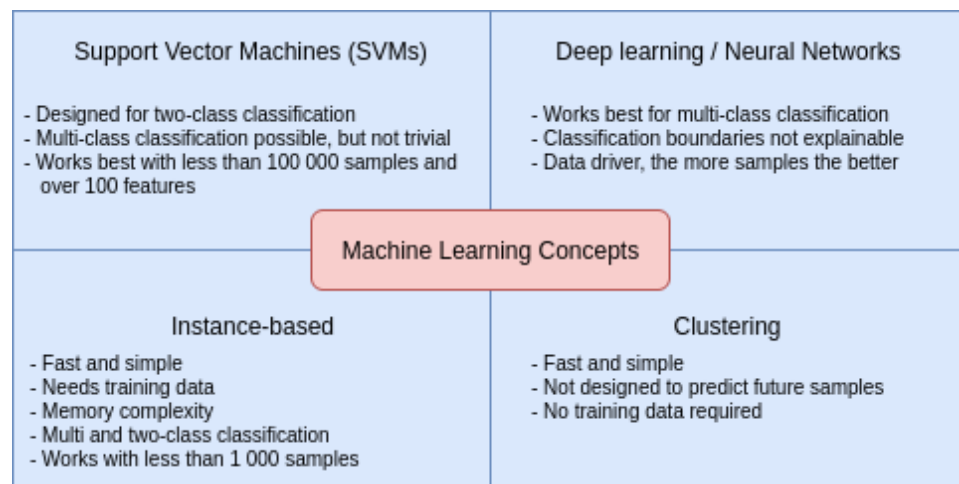 Support Vector Machines (SVMs)
- Designed for two-class classification
- Multi-class classification possible, but not trivial
- Works best with less than 100 000 samples and
over 100 features
Deep learning / Neural Networks
- Works best for multi-class classification
- Classification boundaries not explainable
- Data driver, the more samples the better
Machine Learning Concepts
Instance-based
- Fast and simple
- Needs training data
- Memory complexity
- Multi and two-class classification
- Works with less than 1 000 samples
Clustering
- Fast and simple
- Not designed to predict future samples
- No training data required